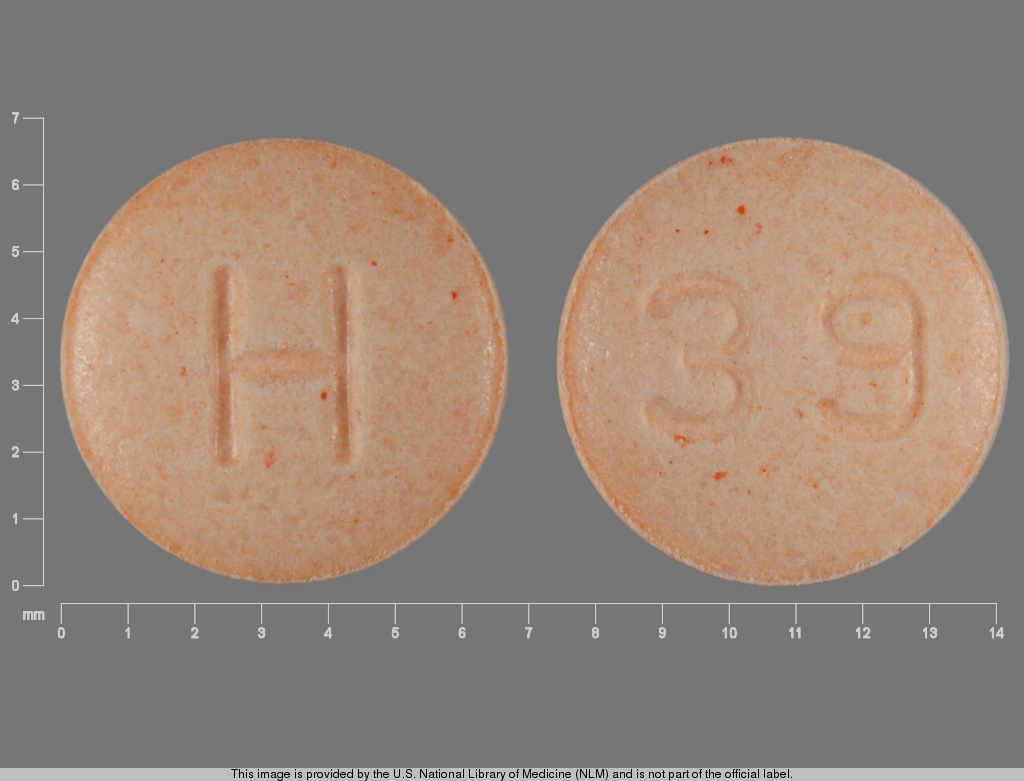 H 39
7
6
5
4
3
2
1
0
mm
0 1 2 3 4 5 6 7 8 9 10 11 12 13 14
This image is provided by the U.S. National Library of Medicine (NLM) and is not part of the official label.